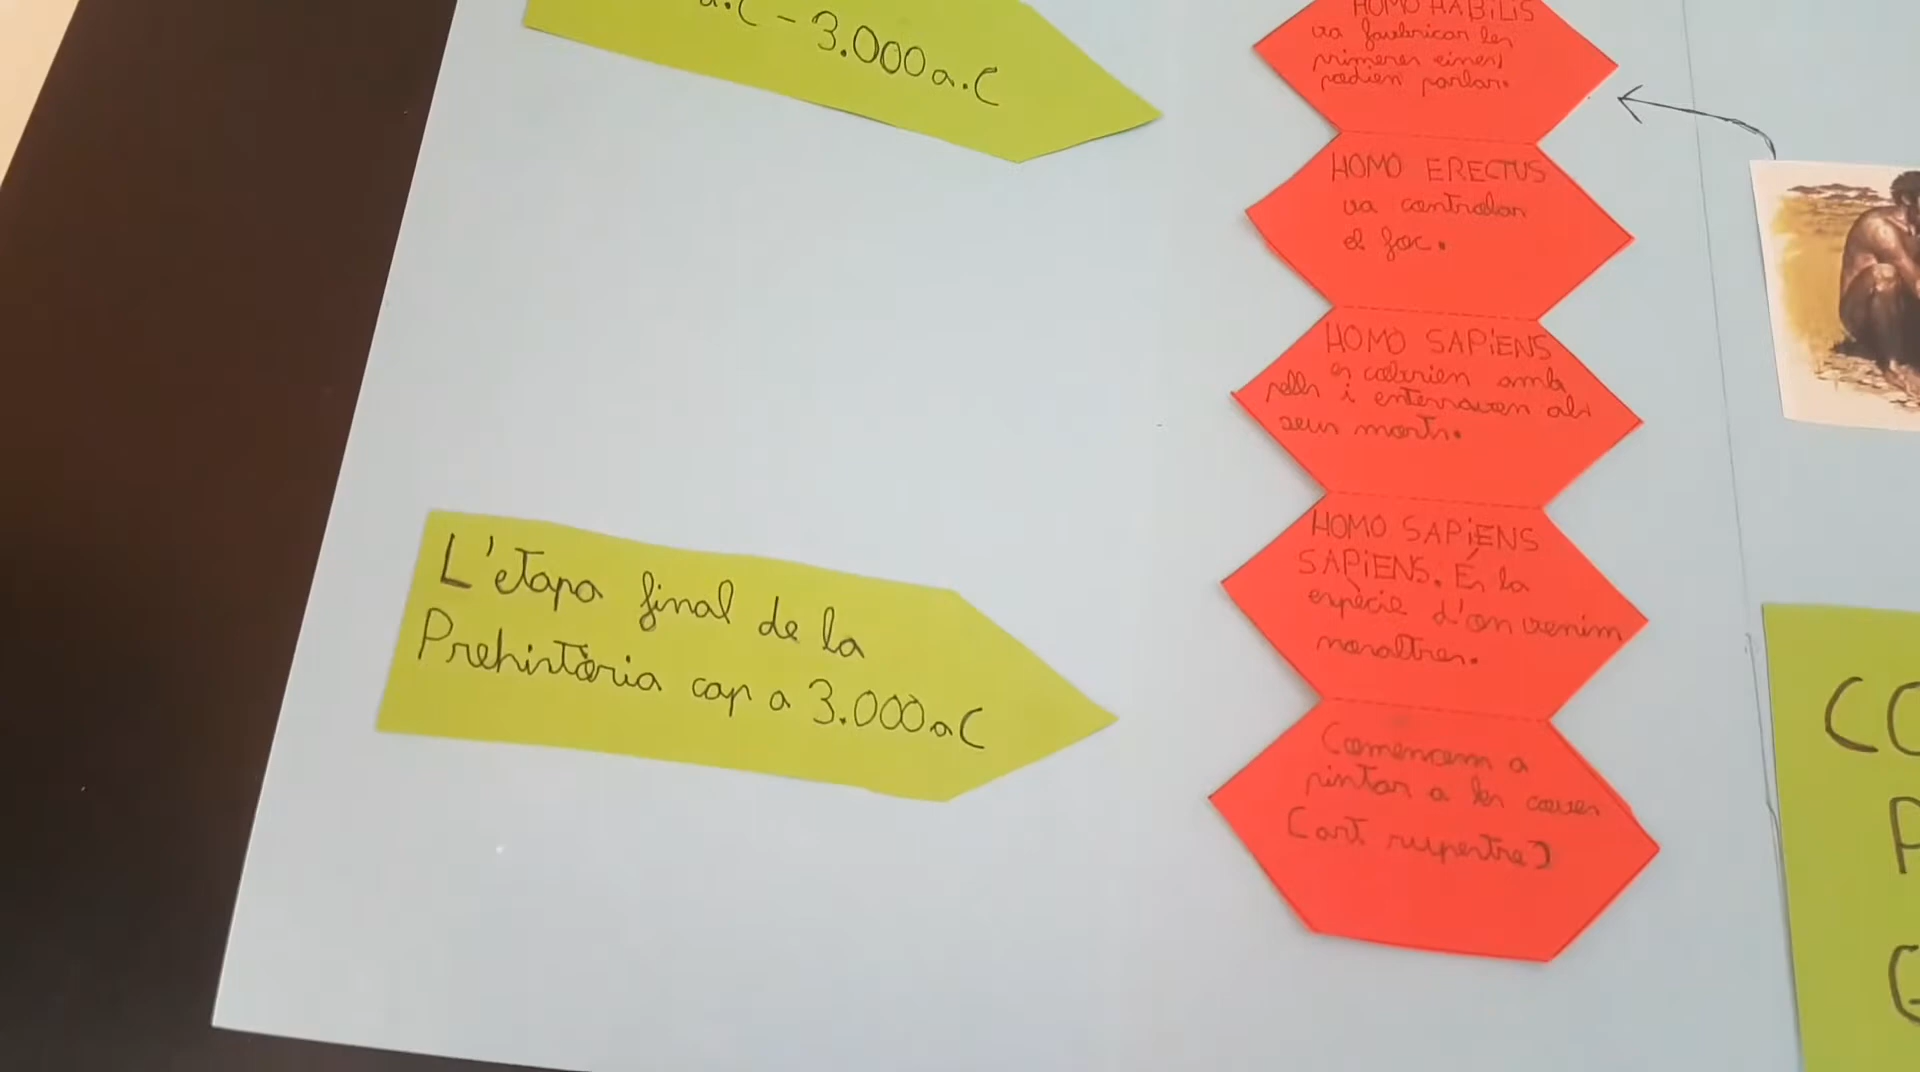 a.C - 3.000 a.C
L'etapa final de la
Prehistòria cap a 3.000 a C
HOMO HABILIS
va fabricar les
primeres eines,
podien parlar.
HOMO ERECTUS
va controlar
el foc.
HOMO SAPIENS
es cobrien amb
pells i enterraven als
seus morts.
HOMO SAPIENS
SAPIENS. És la
espècie d'on venim
nosaltres.
Comencem a
pintar a les coves
(art rupestre)
CO
P